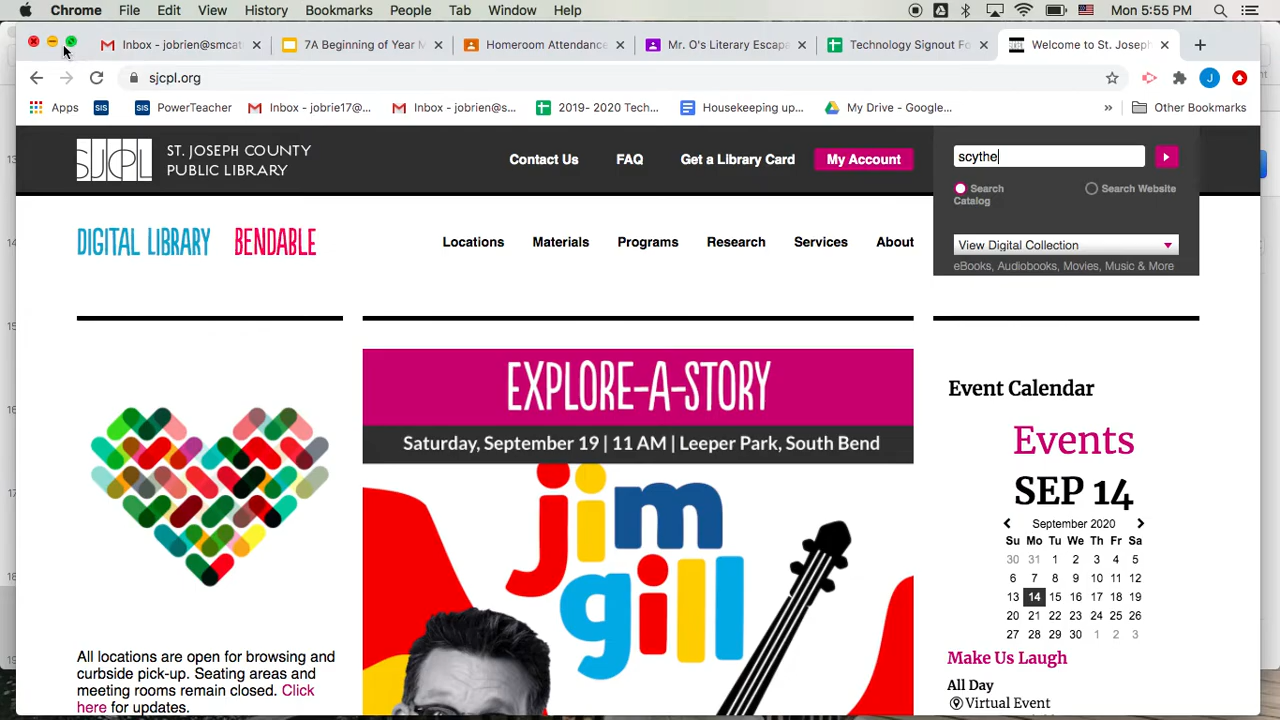 Chrome File Edit View History Bookmarks People Tab Window Help Mon 5:55 PM
Inbox - jobrien@smcat 7A Beginning of Year M Homeroom Attendance Mr. O's Literary Escape Technology Signout Fo Welcome to St. Joseph
sjcpl.org J
Apps SIS SIS PowerTeacher Inbox - jobrie17@... Inbox - jobrien@s... 2019- 2020 Tech... Housekeeping up... My Drive - Google... » Other Bookmarks
SJCPL
ST. JOSEPH COUNTY
PUBLIC LIBRARY
Contact Us FAQ Get a Library Card My Account
scythe
Search
Catalog
Search Website
View Digital Collection
eBooks, Audiobooks, Movies, Music & More
DIGITAL LIBRARY BENDABLE
Locations Materials Programs Research Services About
EXPLORE-A-STORY
Saturday, September 19 | 11 AM | Leeper Park, South Bend
jim
gill
All locations are open for browsing and
curbside pick-up. Seating areas and
meeting rooms remain closed. Click
here for updates.
Event Calendar
Events
SEP 14
September 2020
Su Mo Tu We Th Fr Sa
30 31 1 2 3 4 5
6 7 8 9 10 11 12
13 14 15 16 17 18 19
20 21 22 23 24 25 26
27 28 29 30 1 2 3
Make Us Laugh
All Day
Virtual Event